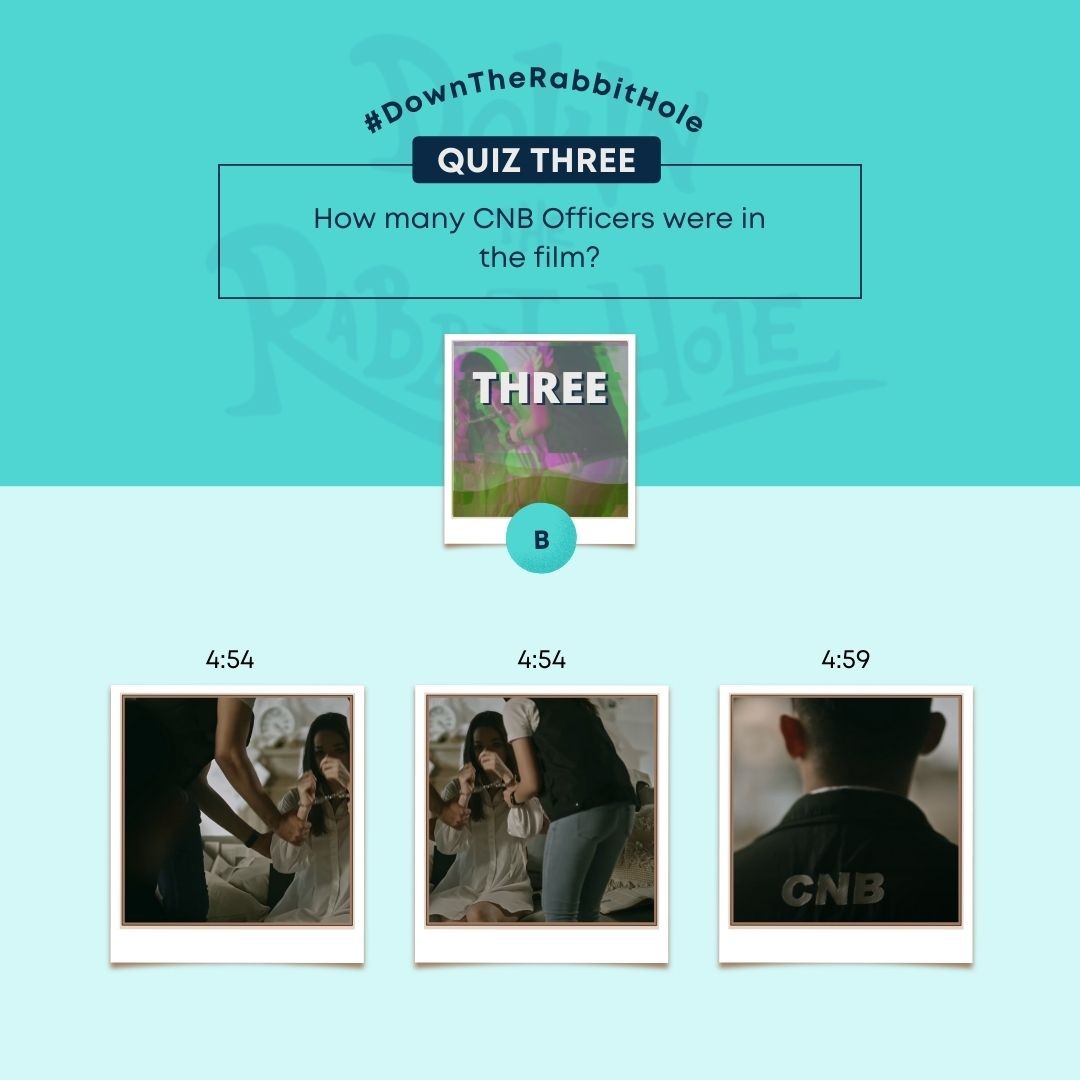 #DownTheRabbitHole
QUIZ THREE
How many CNB Officers were in
the film?
DOWN
THE
RABBIT HOLE
THREE
B
4:54
4:54
4:59
CNB